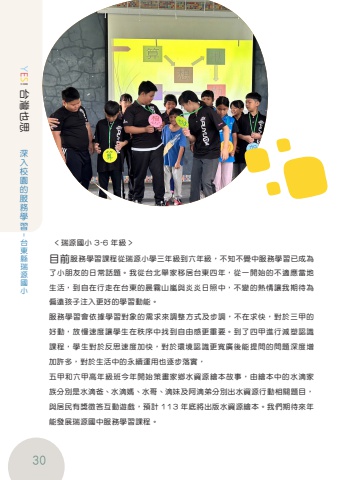 YES! 台灣也思
深入校園的服務學習，台東縣瑞源國小
＜瑞源國小 3-6 年級＞
目前服務學習課程從瑞源小學三年級到六年級，不知不覺中服務學習已成為
了小朋友的日常話題。我從台北舉家移居台東四年，從一開始的不適應當地
生活，到自在行走在台東的晨霧山嵐與炎炎日照中，不變的熱情讓我期待為
偏遠孩子注入更好的學習動能。
服務學習會依據學習對象的需求來調整方式及步調，不在求快，對於三甲的
好動，放慢速度讓學生在秩序中找到自由感更重要。到了四甲進行減塑認識
課程，學生對於反思速度加快，對於環境認識更寬廣後能提問的問題深度增
加許多，對於生活中的永續運用也逐步落實，
五甲和六甲高年級班今年開始策畫家鄉水資源繪本故事，由繪本中的水滴家
族分別是水滴爸、水滴媽、水哥、滴妹及阿滴弟分別出水資源行動相關題目，
與居民有獎徵答互動遊戲，預計 113 年底將出版水資源繪本。我們期待來年
能發展瑞源國中服務學習課程。
30